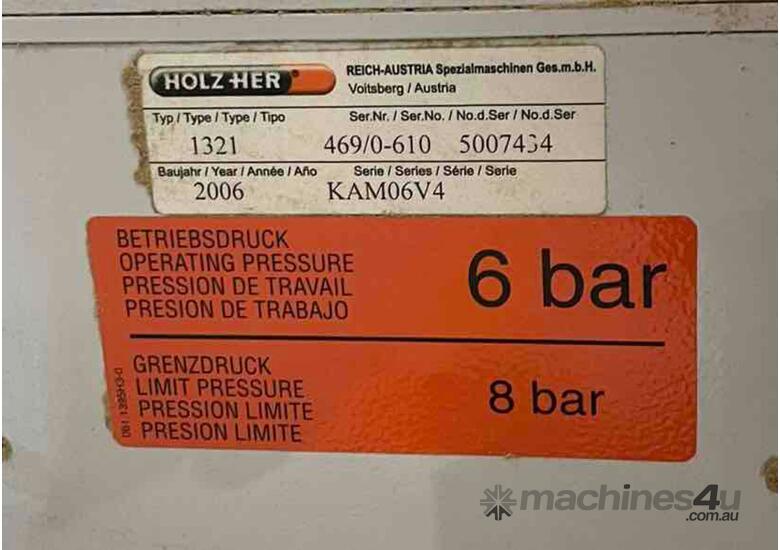 HOLZ-HER
REICH-AUSTRIA Spezialmaschinen Ges.m.b.H.
Voitsberg / Austria
Typ / Type / Type / Tipo
Ser.Nr. / Ser.No. / No.d.Ser / No.d.Ser
1321
469/0-610 5007434
Baujahr / Year / Année / Año
Serie / Series / Série / Serie
2006
KAM06V4
BETRIEBSDRUCK
OPERATING PRESSURE
PRESSION DE TRAVAIL
PRESION DE TRABAJO
6 bar
GRENZDRUCK
LIMIT PRESSURE
PRESSION LIMITE
PRESION LIMITE
8 bar
machines4u
.com.au